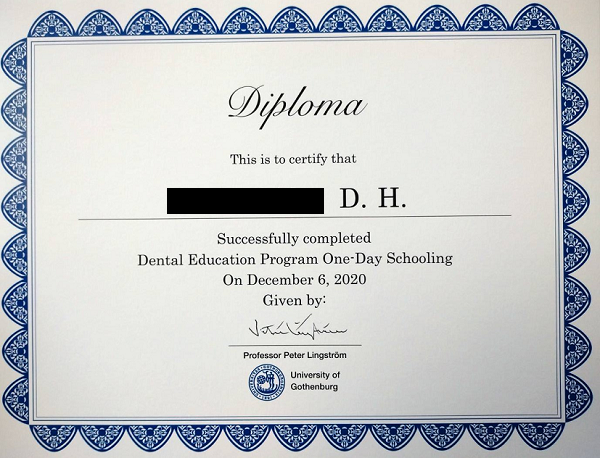 Diploma
This is to certify that
D. H.
Successfully completed
Dental Education Program One-Day Schooling
On December 6, 2020
Given by:
Professor Peter Lingström
University of
Gothenburg